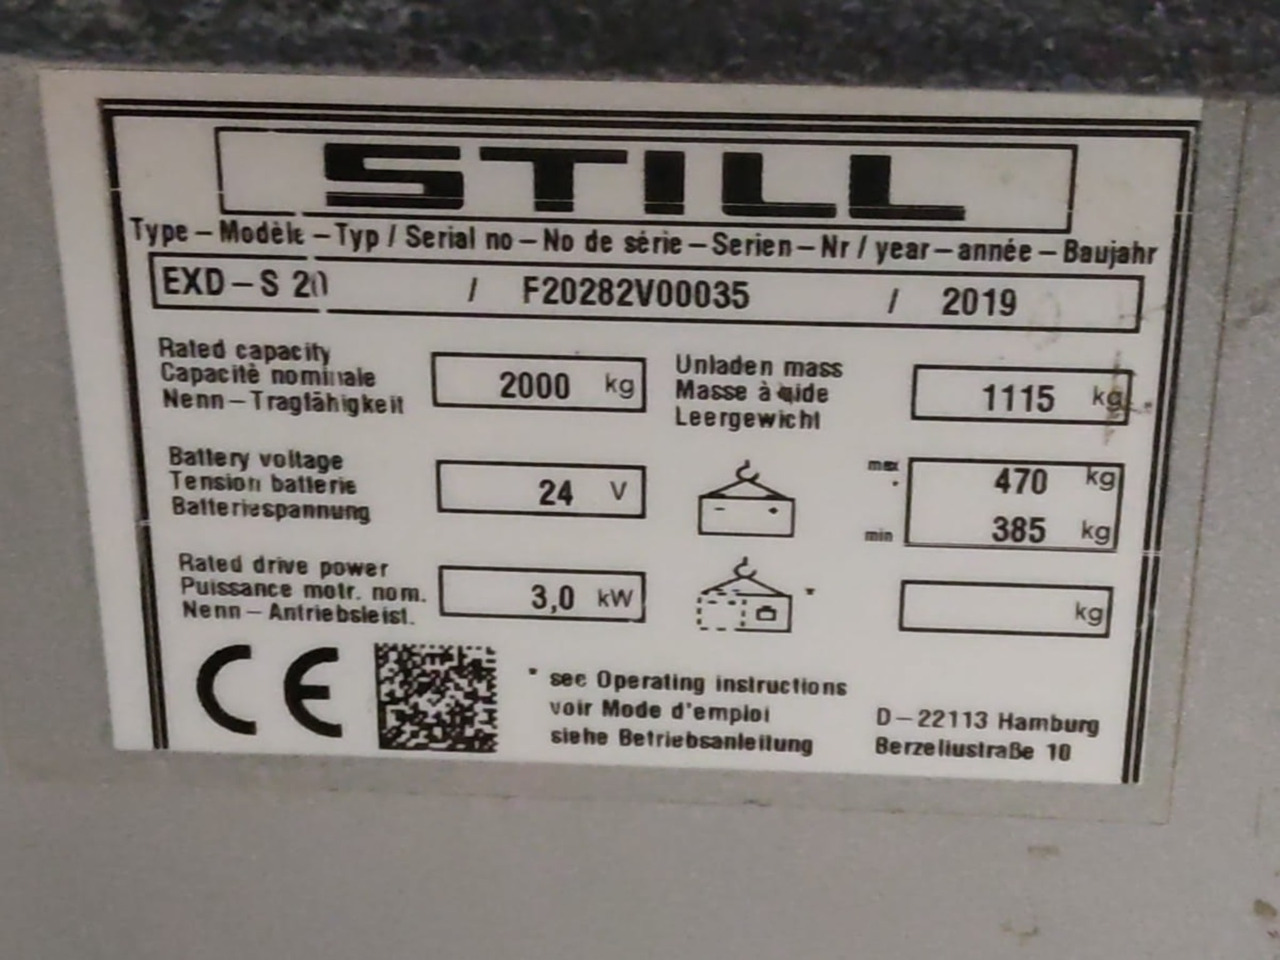 STILL
Type – Modèle – Typ / Serial no – No de série – Serien – Nr / year – année – Baujahr
EXD – S 20 / F20282V00035 / 2019
Rated capacity
Capacité nominale
Nenn – Tragfähigkeit
2000 kg
Unladen mass
Masse à vide
Leergewicht
1115 kg
Battery voltage
Tension batterie
Batteriespannung
24 V
max
470 kg
min
385 kg
Rated drive power
Puissance motr. nom.
Nenn – Antriebsleist.
3,0 kW
*
kg
CE
* see Operating instructions
voir Mode d'emploi
siehe Betriebsanleitung
D – 22113 Hamburg
Berzeliustraße 10